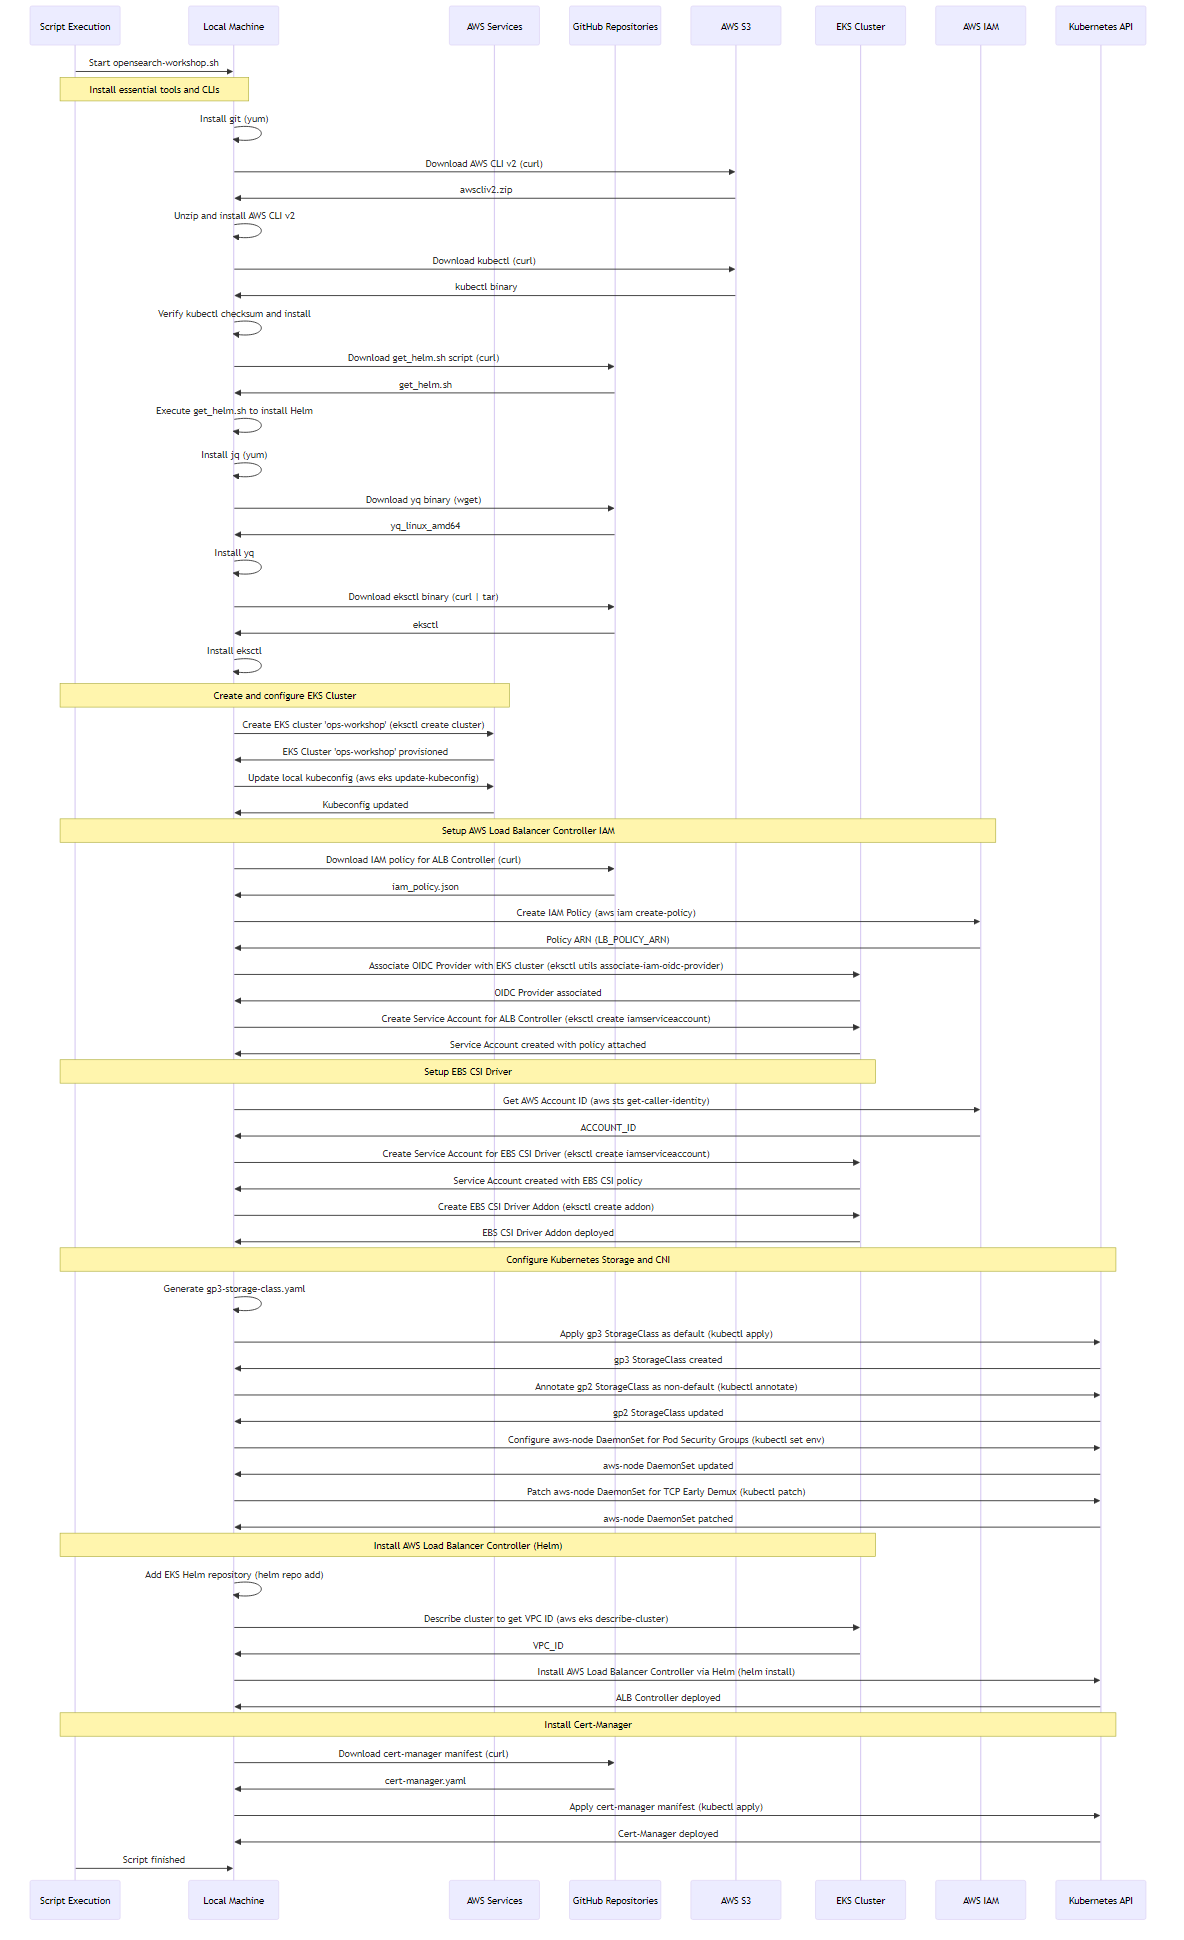 Script Execution
Local Machine
AWS Services
GitHub Repositories
AWS S3
EKS Cluster
AWS IAM
Kubernetes API
Start opensearch-workshop.sh
Install essential tools and CLIs
Install git (yum)
Download AWS CLI v2 (curl)
awscliv2.zip
Unzip and install AWS CLI v2
Download kubectl (curl)
kubectl binary
Verify kubectl checksum and install
Download get_helm.sh script (curl)
get_helm.sh
Execute get_helm.sh to install Helm
Install jq (yum)
Download yq binary (wget)
yq_linux_amd64
Install yq
Download eksctl binary (curl | tar)
eksctl
Install eksctl
Create and configure EKS Cluster
Create EKS cluster 'ops-workshop' (eksctl create cluster)
EKS Cluster 'ops-workshop' provisioned
Update local kubeconfig (aws eks update-kubeconfig)
Kubeconfig updated
Setup AWS Load Balancer Controller IAM
Download IAM policy for ALB Controller (curl)
iam_policy.json
Create IAM Policy (aws iam create-policy)
Policy ARN (LB_POLICY_ARN)
Associate OIDC Provider with EKS cluster (eksctl utils associate-iam-oidc-provider)
OIDC Provider associated
Create Service Account for ALB Controller (eksctl create iamserviceaccount)
Service Account created with policy attached
Setup EBS CSI Driver
Get AWS Account ID (aws sts get-caller-identity)
ACCOUNT_ID
Create Service Account for EBS CSI Driver (eksctl create iamserviceaccount)
Service Account created with EBS CSI policy
Create EBS CSI Driver Addon (eksctl create addon)
EBS CSI Driver Addon deployed
Configure Kubernetes Storage and CNI
Generate gp3-storage-class.yaml
Apply gp3 StorageClass as default (kubectl apply)
gp3 StorageClass created
Annotate gp2 StorageClass as non-default (kubectl annotate)
gp2 StorageClass updated
Configure aws-node DaemonSet for Pod Security Groups (kubectl set env)
aws-node DaemonSet updated
Patch aws-node DaemonSet for TCP Early Demux (kubectl patch)
aws-node DaemonSet patched
Install AWS Load Balancer Controller (Helm)
Add EKS Helm repository (helm repo add)
Describe cluster to get VPC ID (aws eks describe-cluster)
VPC_ID
Install AWS Load Balancer Controller via Helm (helm install)
ALB Controller deployed
Install Cert-Manager
Download cert-manager manifest (curl)
cert-manager.yaml
Apply cert-manager manifest (kubectl apply)
Cert-Manager deployed
Script finished
Script Execution
Local Machine
AWS Services
GitHub Repositories
AWS S3
EKS Cluster
AWS IAM
Kubernetes API